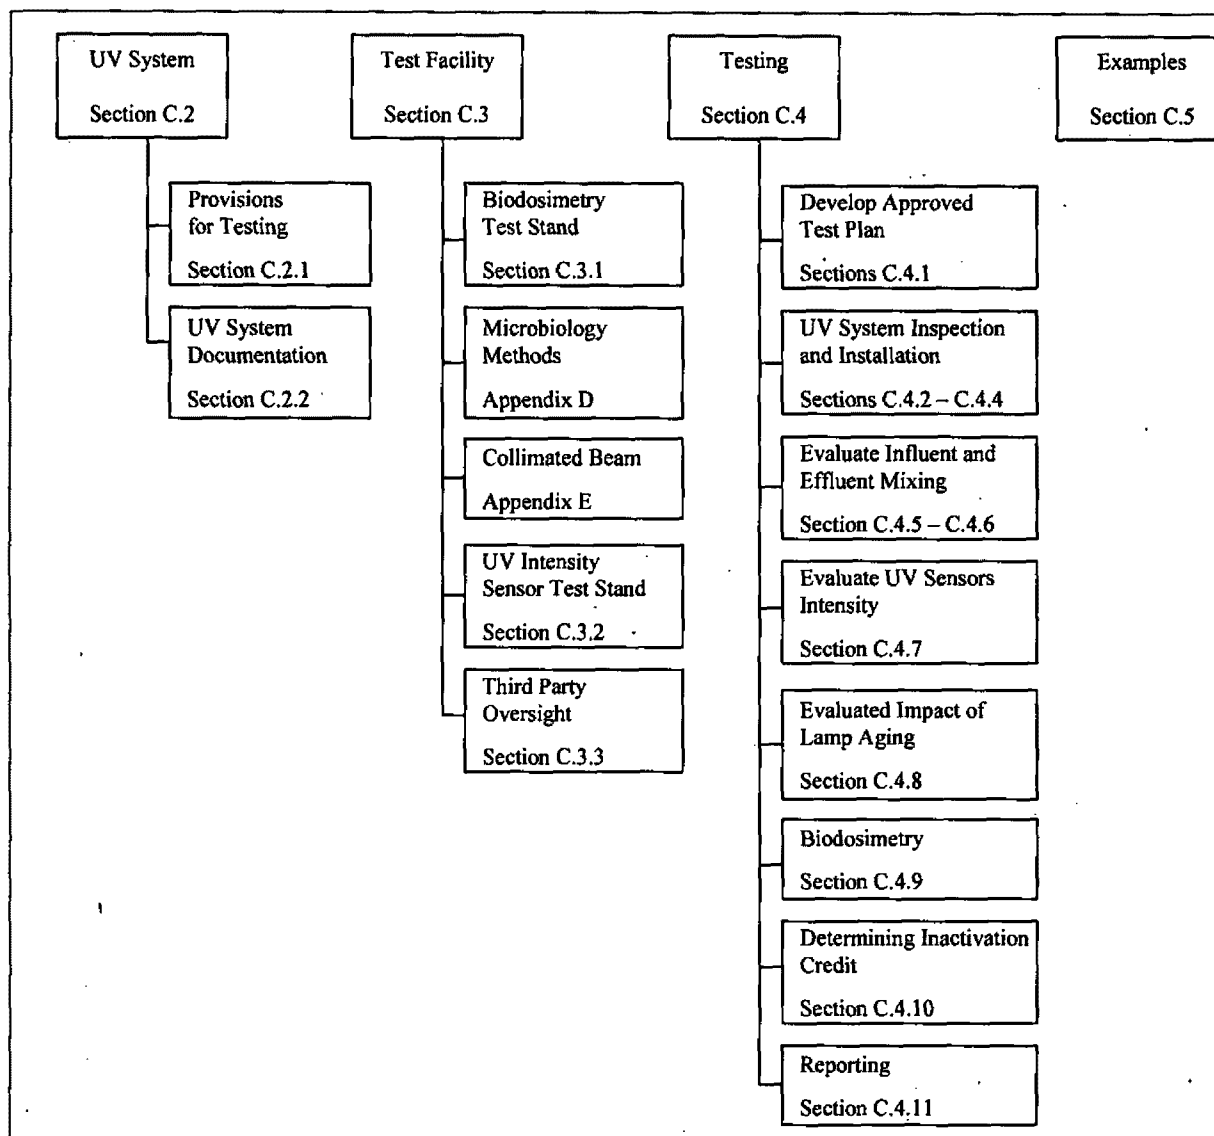 UV System
Section C.2
Provisions
for Testing
Section C.2.1
UV System
Documentation
Section C.2.2
Test Facility
Section C.3
Biodosimetry
Test Stand
Section C.3.1
Microbiology
Methods
Appendix D
Collimated Beam
Appendix E
UV Intensity
Sensor Test Stand
Section C.3.2
Third Party
Oversight
Section C.3.3
Testing
Section C.4
Develop Approved
Test Plan
Sections C.4.1
UV System Inspection
and Installation
Sections C.4.2 – C.4.4
Evaluate Influent and
Effluent Mixing
Section C.4.5 – C.4.6
Evaluate UV Sensors
Intensity
Section C.4.7
Evaluated Impact of
Lamp Aging
Section C.4.8
Biodosimetry
Section C.4.9
Determining Inactivation
Credit
Section C.4.10
Reporting
Section C.4.11
Examples
Section C.5